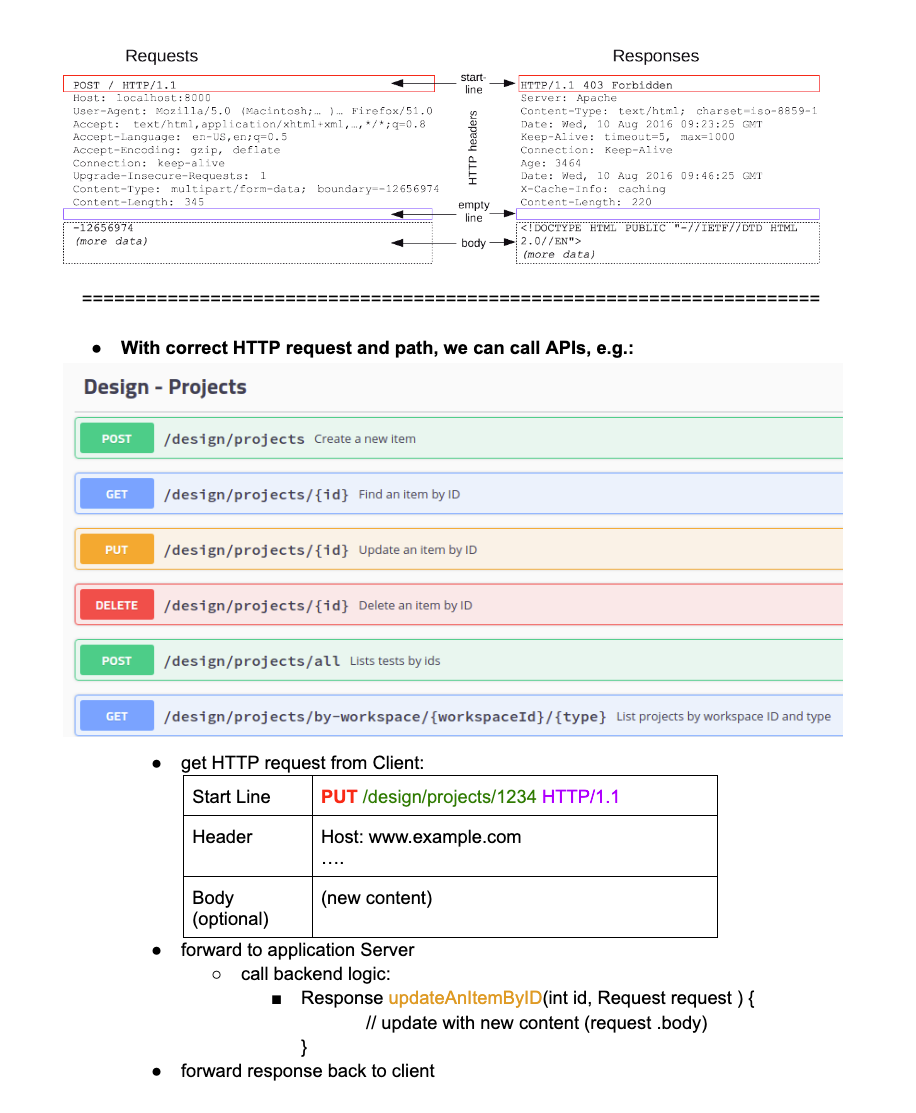 Requests
Responses
POST / HTTP/1.1
Host: localhost:8000
User-Agent: Mozilla/5.0 (Macintosh;… )… Firefox/51.0
Accept: text/html,application/xhtml+xml,…,*/*;q=0.8
Accept-Language: en-US,en;q=0.5
Accept-Encoding: gzip, deflate
Connection: keep-alive
Upgrade-Insecure-Requests: 1
Content-Type: multipart/form-data; boundary=-12656974
Content-Length: 345
-12656974
(more data)
start-
line
HTTP headers
empty
line
body
HTTP/1.1 403 Forbidden
Server: Apache
Content-Type: text/html; charset=iso-8859-1
Date: Wed, 10 Aug 2016 09:23:25 GMT
Keep-Alive: timeout=5, max=1000
Connection: Keep-Alive
Age: 3464
Date: Wed, 10 Aug 2016 09:46:25 GMT
X-Cache-Info: caching
Content-Length: 220
<!DOCTYPE HTML PUBLIC "-//IETF//DTD HTML
2.0//EN">
(more data)
=====================================================================
● With correct HTTP request and path, we can call APIs, e.g.:
Design - Projects
POST /design/projects Create a new item
GET /design/projects/{id} Find an item by ID
PUT /design/projects/{id} Update an item by ID
DELETE /design/projects/{id} Delete an item by ID
POST /design/projects/all Lists tests by ids
GET /design/projects/by-workspace/{workspaceId}/{type} List projects by workspace ID and type
● get HTTP request from Client:
Start Line PUT /design/projects/1234 HTTP/1.1
Header Host: www.example.com
….
Body (new content)
(optional)
● forward to application Server
○ call backend logic:
■ Response updateAnItemByID(int id, Request request ) {
// update with new content (request .body)
}
● forward response back to client